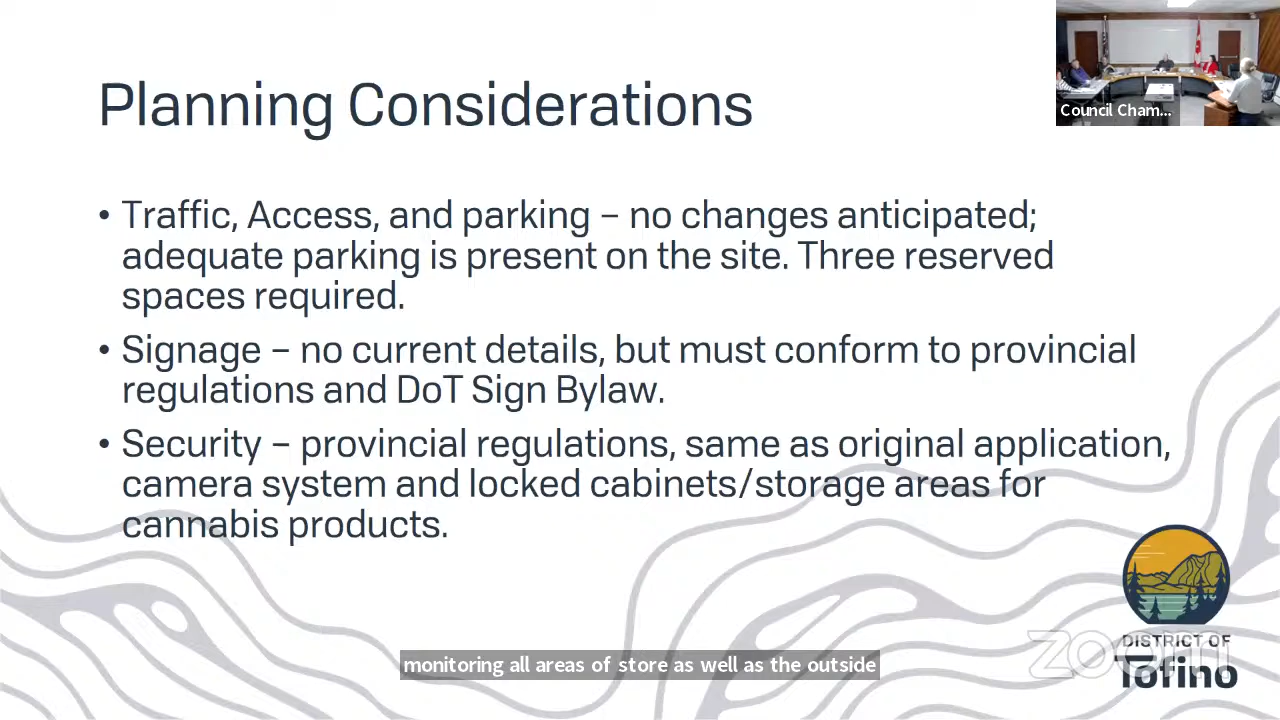 Planning Considerations
Council Cham...
• Traffic, Access, and parking – no changes anticipated;
adequate parking is present on the site. Three reserved
spaces required.
• Signage – no current details, but must conform to provincial
regulations and DoT Sign Bylaw.
• Security – provincial regulations, same as original application,
camera system and locked cabinets/storage areas for
cannabis products.
monitoring all areas of store as well as the outside
zoom
DISTRICT OF
Tofino